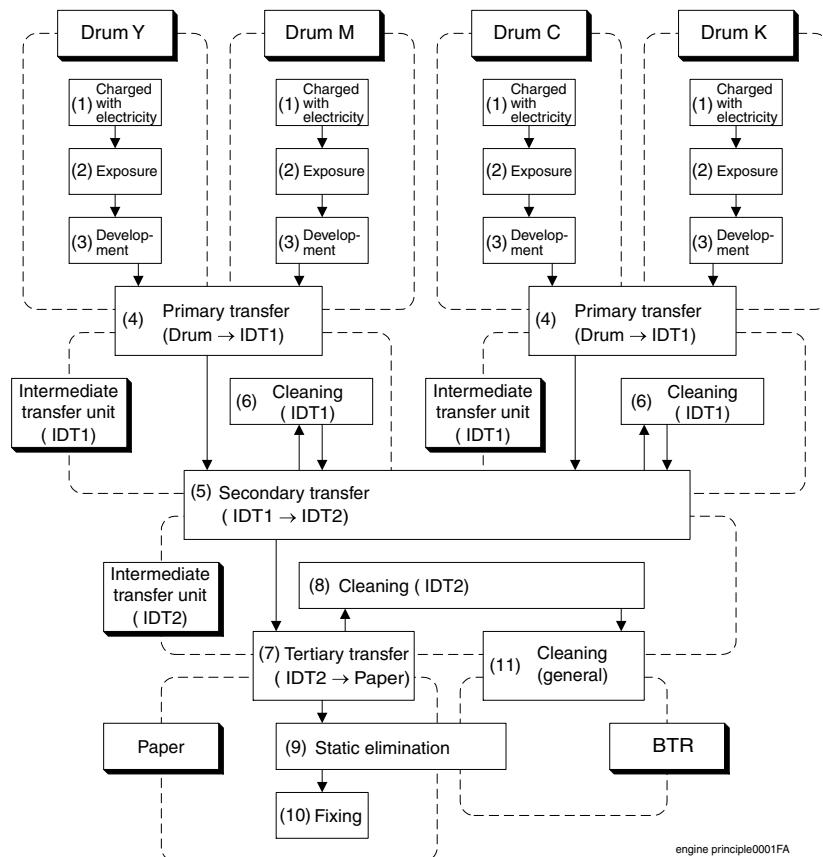 Drum Y
Drum M
Drum C
Drum K
(1) Charged
with
electricity
(1) Charged
with
electricity
(1) Charged
with
electricity
(1) Charged
with
electricity
(2) Exposure
(2) Exposure
(2) Exposure
(2) Exposure
(3) Develop-
ment
(3) Develop-
ment
(3) Develop-
ment
(3) Develop-
ment
(4) Primary transfer
(Drum → IDT1)
(4) Primary transfer
(Drum → IDT1)
Intermediate
transfer unit
( IDT1)
(6) Cleaning
( IDT1)
Intermediate
transfer unit
( IDT1)
(6) Cleaning
( IDT1)
(5) Secondary transfer
( IDT1 → IDT2)
Intermediate
transfer unit
( IDT2)
(8) Cleaning ( IDT2)
(7) Tertiary transfer
( IDT2 → Paper)
(11) Cleaning
(general)
Paper
(9) Static elimination
BTR
(10) Fixing
engine principle0001FA